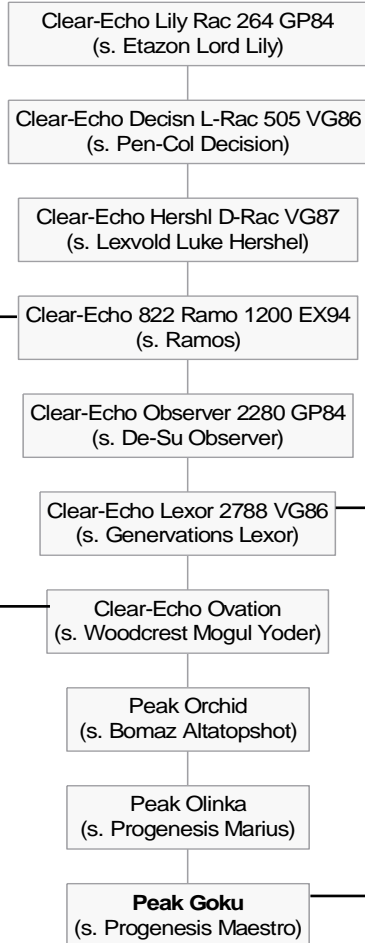 Clear-Echo Lily Rac 264 GP84
(s. Etazon Lord Lily)
Clear-Echo Decisn L-Rac 505 VG86
(s. Pen-Col Decision)
Clear-Echo Hershl D-Rac VG87
(s. Lexvold Luke Hershel)
Clear-Echo 822 Ramo 1200 EX94
(s. Ramos)
Clear-Echo Observer 2280 GP84
(s. De-Su Observer)
Clear-Echo Lexor 2788 VG86
(s. Genervations Lexor)
Clear-Echo Ovation
(s. Woodcrest Mogul Yoder)
Peak Orchid
(s. Bomaz Altatopshot)
Peak Olinka
(s. Progenesis Marius)
Peak Goku
(s. Progenesis Maestro)